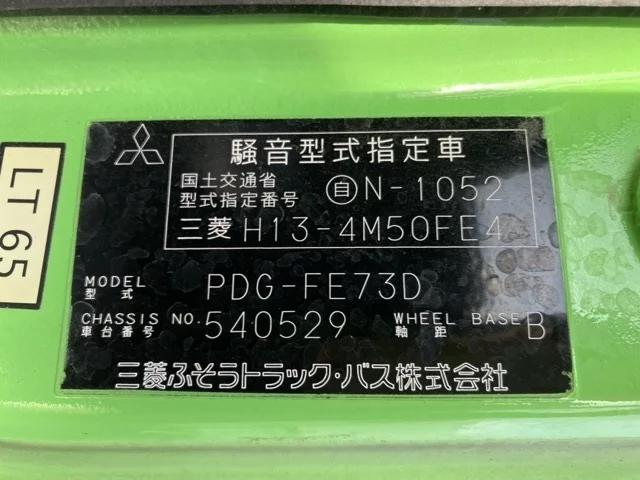 騒音型式指定車
国土交通省
型式指定番号 自 N-1052
三菱 H13-4M50FE4
MODEL PDG-FE73D
型式
CHASSIS NO. 540529 WHEEL BASE B
車台番号 軸距
三菱ふそうトラック・バス株式会社
LT 65